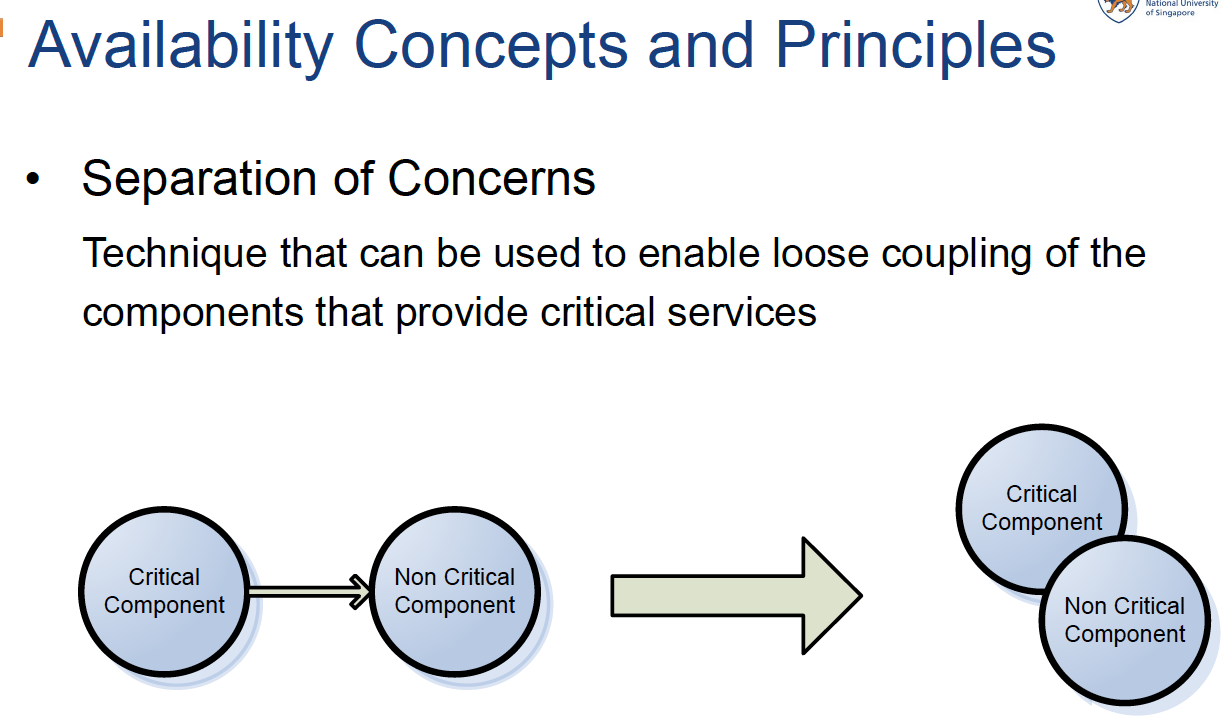 National University
of Singapore
Availability Concepts and Principles
• Separation of Concerns
Technique that can be used to enable loose coupling of the
components that provide critical services
Critical
Component
Non Critical
Component
Critical
Component
Non Critical
Component